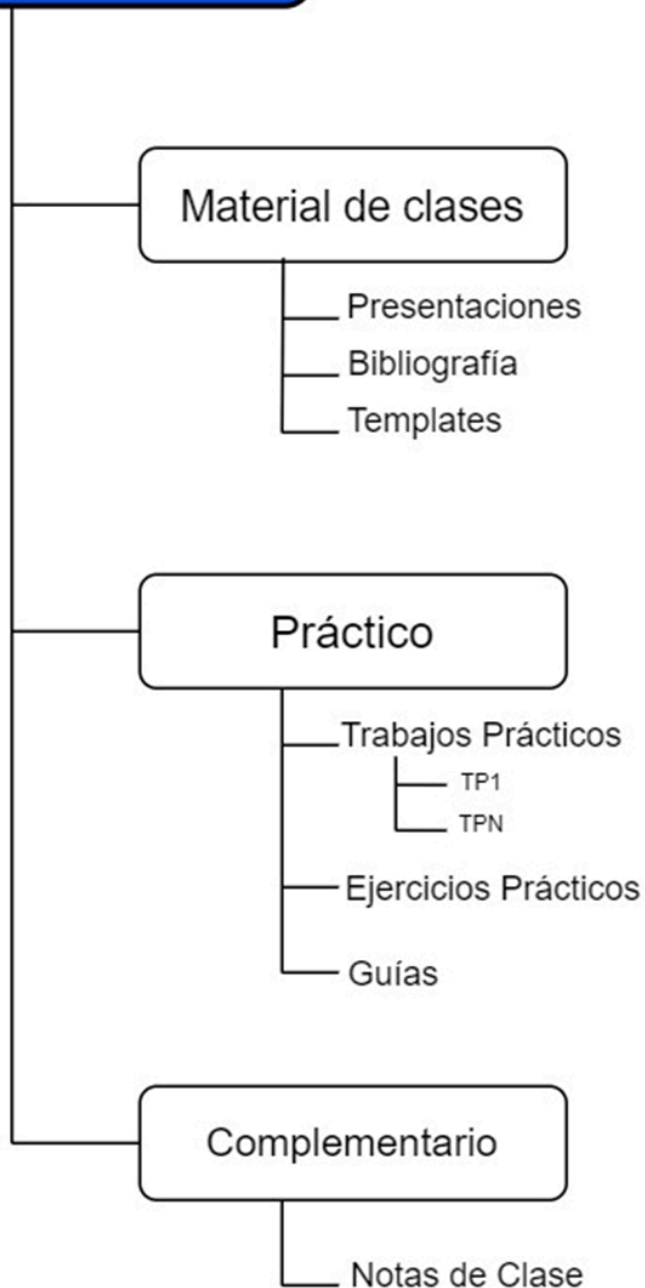 Material de clases
Presentaciones
Bibliografía
Templates
Práctico
Trabajos Prácticos
TP1
TPN
Ejercicios Prácticos
Guías
Complementario
Notas de Clase